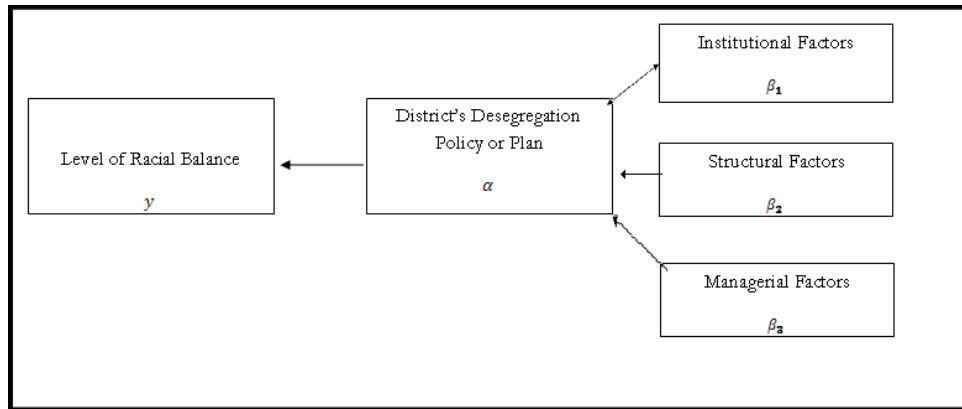 Level of Racial Balance
y
District's Desegregation
Policy or Plan
α
Institutional Factors
β₁
Structural Factors
β₂
Managerial Factors
β₃